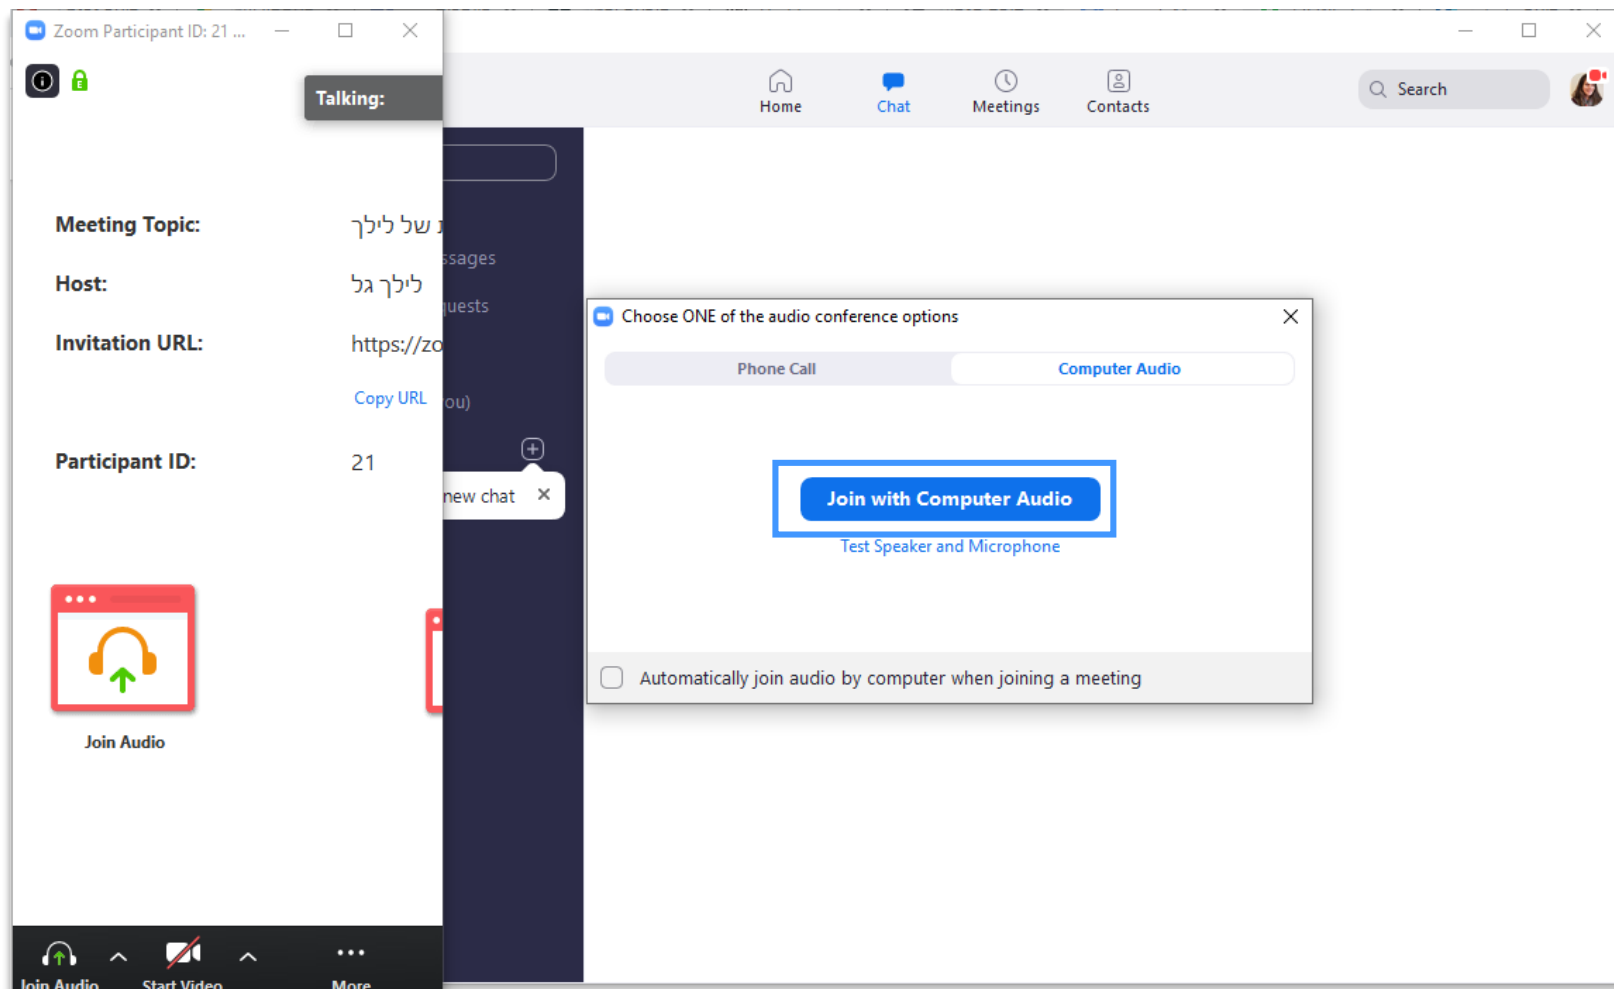 Zoom Participant ID: 21 ...
Talking:
Meeting Topic:
של לילך
Host:
לילך גל
Invitation URL:
https://zo
Copy URL
Participant ID:
21
Join Audio
Join Audio
Start Video
More
Home
Chat
Meetings
Contacts
Search
ssages
quests
ou)
new chat
Choose ONE of the audio conference options
Phone Call
Computer Audio
Join with Computer Audio
Test Speaker and Microphone
Automatically join audio by computer when joining a meeting